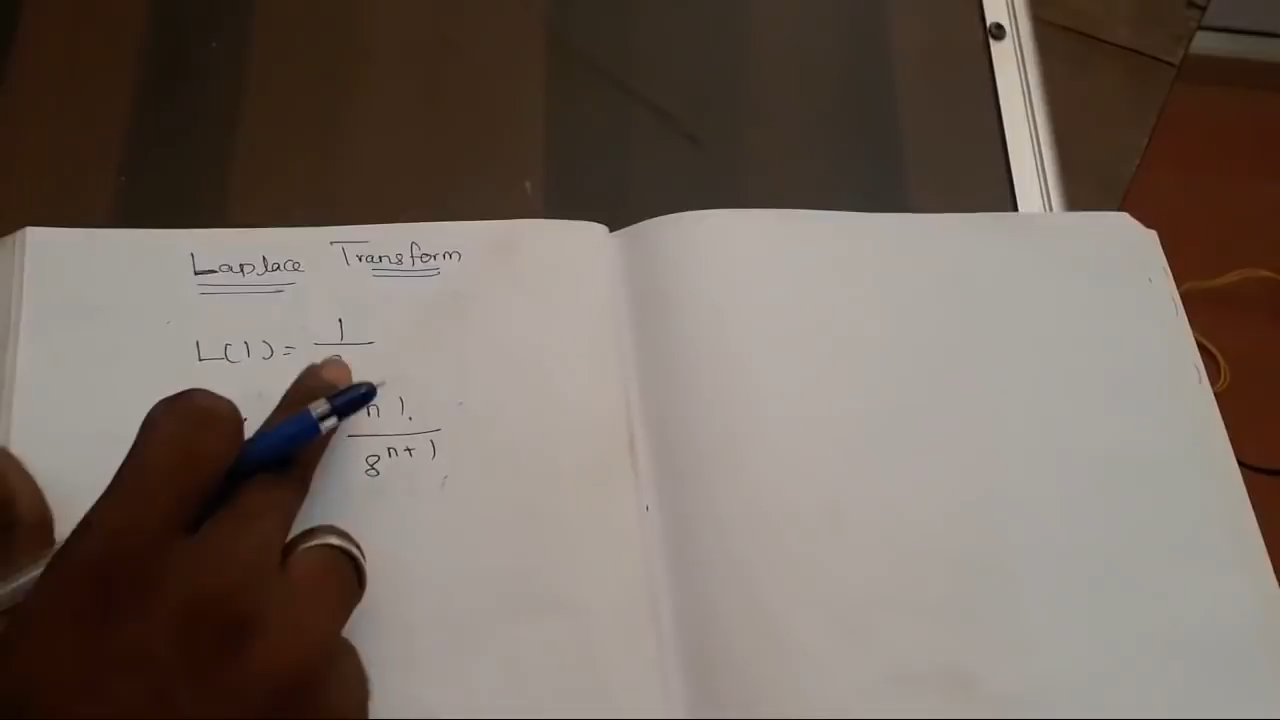 Laplace Transform
L(1) = 1
n!
s^{n+1}